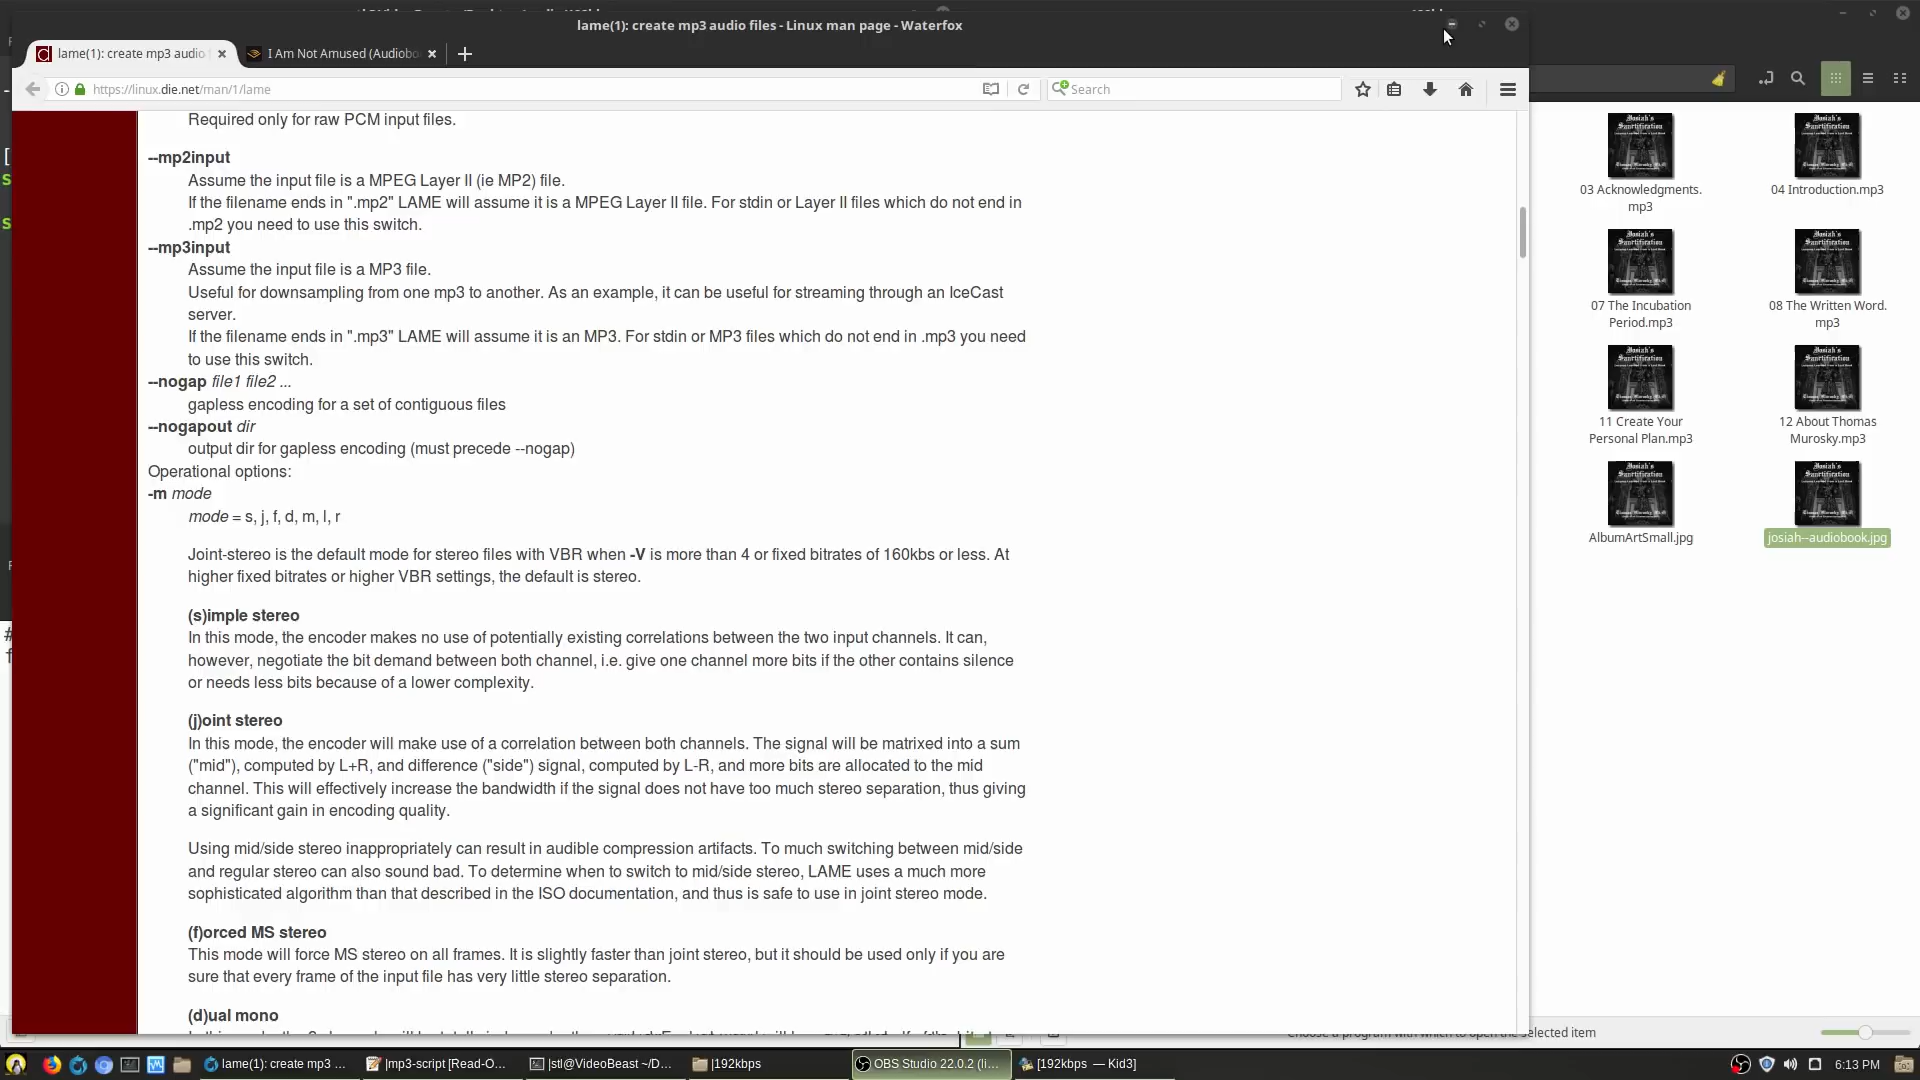 lame(1): create mp3 audio files - Linux man page - Waterfox
lame(1): create mp3 audio
I Am Not Amused (Audiobo
https://linux.die.net/man/1/lame
Search
Required only for raw PCM input files.
--mp2input
Assume the input file is a MPEG Layer II (ie MP2) file.
If the filename ends in ".mp2" LAME will assume it is a MPEG Layer II file. For stdin or Layer II files which do not end in
.mp2 you need to use this switch.
--mp3input
Assume the input file is a MP3 file.
Useful for downsampling from one mp3 to another. As an example, it can be useful for streaming through an IceCast
server.
If the filename ends in ".mp3" LAME will assume it is an MP3. For stdin or MP3 files which do not end in .mp3 you need
to use this switch.
--nogap file1 file2 ...
gapless encoding for a set of contiguous files
--nogapout dir
output dir for gapless encoding (must precede --nogap)
Operational options:
-m mode
mode = s, j, f, d, m, l, r
Joint-stereo is the default mode for stereo files with VBR when -V is more than 4 or fixed bitrates of 160kbs or less. At
higher fixed bitrates or higher VBR settings, the default is stereo.
(s)imple stereo
In this mode, the encoder makes no use of potentially existing correlations between the two input channels. It can,
however, negotiate the bit demand between both channel, i.e. give one channel more bits if the other contains silence
or needs less bits because of a lower complexity.
(j)oint stereo
In this mode, the encoder will make use of a correlation between both channels. The signal will be matrixed into a sum
("mid"), computed by L+R, and difference ("side") signal, computed by L-R, and more bits are allocated to the mid
channel. This will effectively increase the bandwidth if the signal does not have too much stereo separation, thus giving
a significant gain in encoding quality.
Using mid/side stereo inappropriately can result in audible compression artifacts. To much switching between mid/side
and regular stereo can also sound bad. To determine when to switch to mid/side stereo, LAME uses a much more
sophisticated algorithm than that described in the ISO documentation, and thus is safe to use in joint stereo mode.
(f)orced MS stereo
This mode will force MS stereo on all frames. It is slightly faster than joint stereo, but it should be used only if you are
sure that every frame of the input file has very little stereo separation.
(d)ual mono
03 Acknowledgments.
mp3
04 Introduction.mp3
07 The Incubation
Period.mp3
08 The Written Word.
mp3
11 Create Your
Personal Plan.mp3
12 About Thomas
Murosky.mp3
AlbumArtSmall.jpg
josiah--audiobook.jpg
Choose a program with which to open the selected item
lame(1): create mp3 ...
|mp3-script [Read-O...
|stl@VideoBeast ~/D...
|192kbps
OBS Studio 22.0.2 (li...
[192kbps — Kid3]
6:13 PM